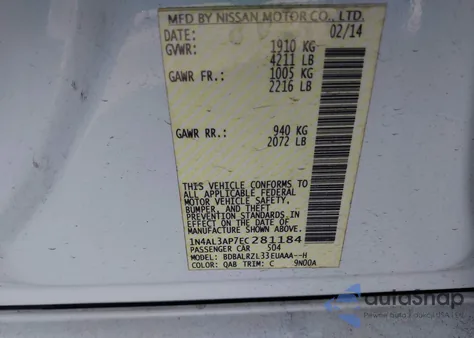 MFD BY NISSAN MOTOR CO., LTD.
DATE: 02/14
GVWR: 1910 KG
4211 LB
GAWR FR.: 1005 KG
2216 LB
GAWR RR.: 940 KG
2072 LB
THIS VEHICLE CONFORMS TO
ALL APPLICABLE FEDERAL
MOTOR VEHICLE SAFETY,
BUMPER, AND THEFT
PREVENTION STANDARDS IN
EFFECT ON THE DATE OF
MANUFACTURE SHOWN ABOVE.
1N4AL3AP7EC281184
PASSENGER CAR 504
MODEL: BDBALRZL33EUAAA--H
COLOR: QAB TRIM: C 9N00A
autoSnap